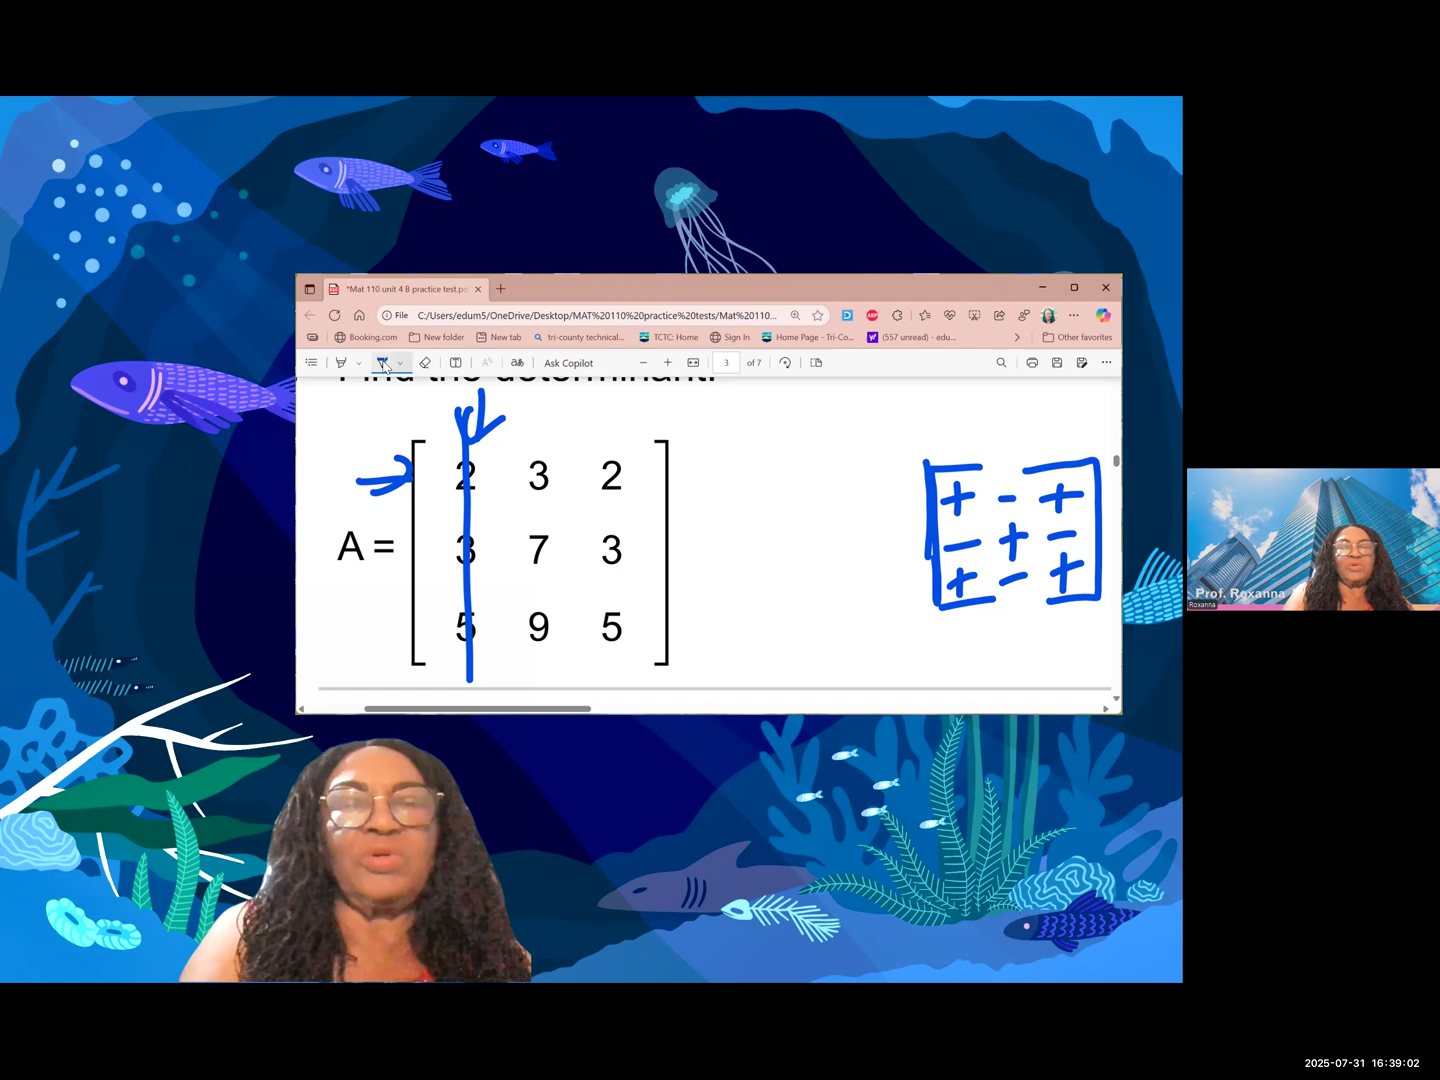 *Mat 110 unit 4 B practice test.pd
File C:/Users/edum5/OneDrive/Desktop/MAT%20110%20practice%20tests/Mat%20110...
Booking.com New folder New tab tri-county technical... TCTC: Home Sign In Home Page - Tri-Co... (557 unread) - edu... Other favorites
Ask Copilot 3 of 7
Find the determinant.
2 3 2
A = 3 7 3
5 9 5
+ - +
- + -
+ - +
Prof. Roxanna
Roxanna
2025-07-31 16:39:02